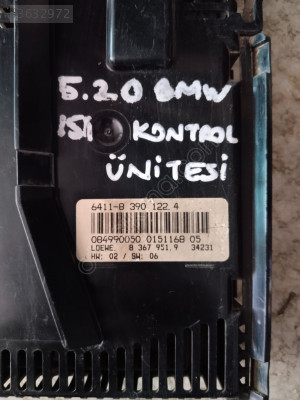 5.20 BMW
ISI KONTROL
ÜNİTESİ
6411-8 390 122.4
084990050 0151168 05
LOEWE 8 367 951.9 34231
HW: 02 / SW: 06